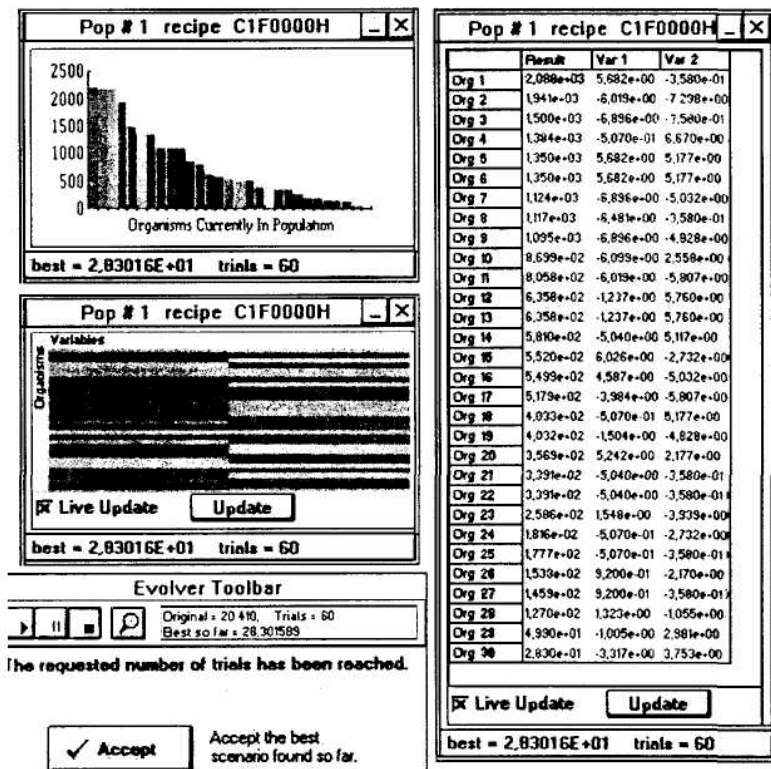 Pop # 1 recipe C1F0000H
2500
2000
1500
1000
500
0
Organisms Currently In Population
best = 2,83016E+01 trials = 60
Pop # 1 recipe C1F0000H
Variables
Organisms
Live Update Update
best = 2,83016E+01 trials = 60
Evolver Toolbar
Original = 20 410, Trials = 60
Best so far = 28,301589
The requested number of trials has been reached.
Accept
Accept the best
scenario found so far.
Pop # 1 recipe C1F0000H
Result Var 1 Var 2
Org 1 2,088e+03 5,682e+00 -3,580e-01
Org 2 1,941e+03 -6,019e+00 -7 298e+00
Org 3 1,500e+03 -6,896e+00 -3,580e-01
Org 4 1,384e+03 -5,070e-01 6,670e+00
Org 5 1,350e+03 5,682e+00 5,177e+00
Org 6 1,350e+03 5,682e+00 5,177e+00
Org 7 1,124e+03 -6,896e+00 -5,032e+00
Org 8 1,117e+03 -6,481e+00 -3,580e-01
Org 9 1,095e+03 -6,896e+00 -4,928e+00
Org 10 8,699e+02 -6,099e+00 2,558e+00
Org 11 8,058e+02 -6,019e+00 -5,807e+00
Org 12 6,358e+02 -1,237e+00 5,760e+00
Org 13 6,358e+02 -1,237e+00 5,760e+00
Org 14 5,810e+02 -5,040e+00 5,117e+00
Org 15 5,520e+02 6,026e+00 -2,732e+00
Org 16 5,499e+02 4,587e+00 -5,032e+00
Org 17 5,179e+02 -3,984e+00 -5,807e+00
Org 18 4,033e+02 -5,070e-01 5,177e+00
Org 19 4,032e+02 -1,504e+00 -4,828e+00
Org 20 3,569e+02 5,242e+00 2,177e+00
Org 21 3,391e+02 -5,040e+00 -3,580e-01
Org 22 3,391e+02 -5,040e+00 -3,580e-01
Org 23 2,586e+02 1,548e+00 -3,939e+00
Org 24 1,816e+02 -5,070e-01 -2,732e+00
Org 25 1,777e+02 -5,070e-01 -3,580e-01
Org 26 1,533e+02 9,200e-01 -2,170e+00
Org 27 1,459e+02 9,200e-01 -3,580e-01
Org 28 1,270e+02 1,323e+00 -1,055e+00
Org 29 4,990e+01 -1,005e+00 2,981e+00
Org 30 2,830e+01 -3,317e+00 3,753e+00
Live Update Update
best = 2,83016E+01 trials = 60